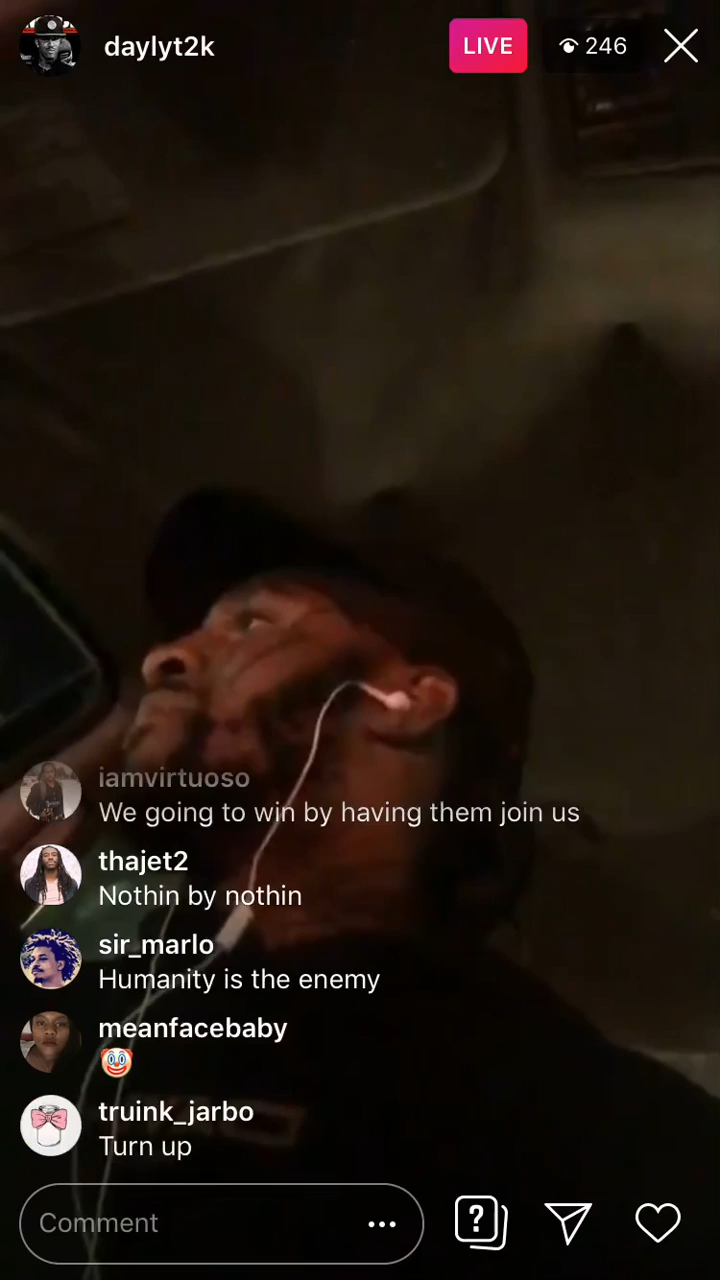 daylyt2k
LIVE
246
iamvirtuoso
We going to win by having them join us
thajet2
Nothin by nothin
sir_marlo
Humanity is the enemy
meanfacebaby
🤡
truink_jarbo
Turn up
Comment